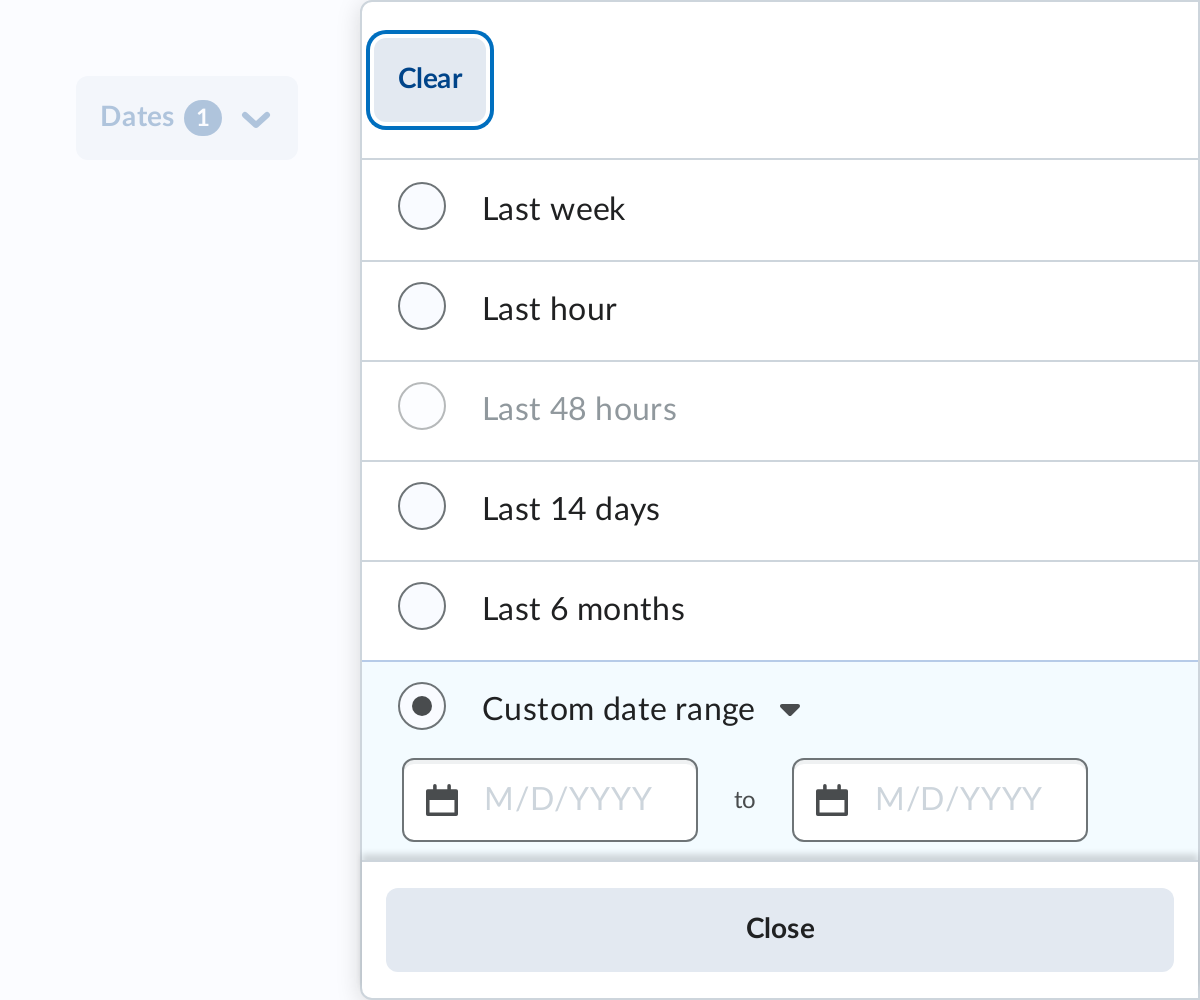 Dates 1
Clear
Last week
Last hour
Last 48 hours
Last 14 days
Last 6 months
Custom date range
M/D/YYYY to M/D/YYYY
Close